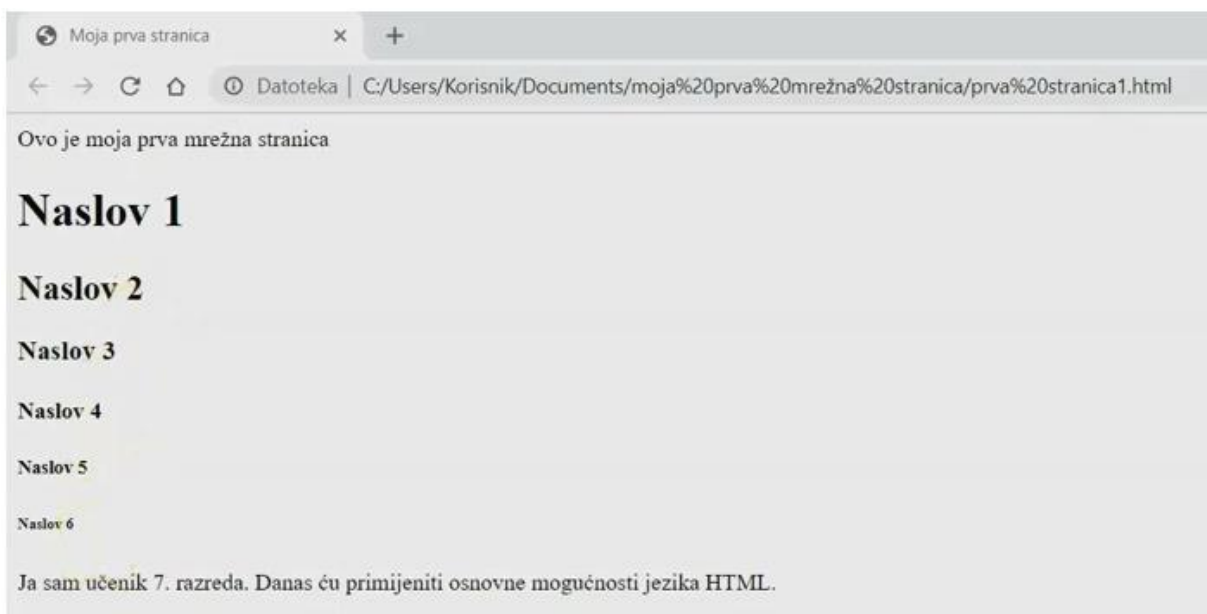 Moja prva stranica
Datoteka | C:/Users/Korisnik/Documents/moja%20prva%20mrežna%20stranica/prva%20stranica1.html
Ovo je moja prva mrežna stranica
Naslov 1
Naslov 2
Naslov 3
Naslov 4
Naslov 5
Naslov 6
Ja sam učenik 7. razreda. Danas ću primijeniti osnovne mogućnosti jezika HTML.